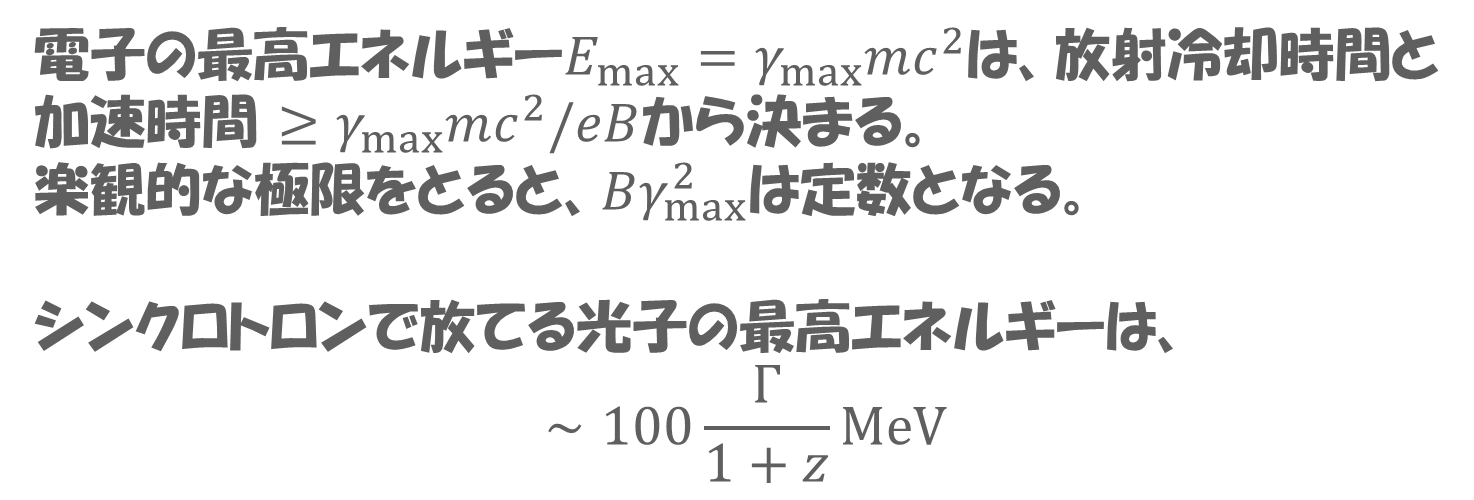 電子の最高エネルギーE_max = γ_max mc²は、放射冷却時間と
加速時間 ≥ γ_max mc²/eBから決まる。
楽観的な極限をとると、Bγ²_maxは定数となる。
シンクロトロンで放てる光子の最高エネルギーは、
~ 100 Γ/(1 + z) MeV